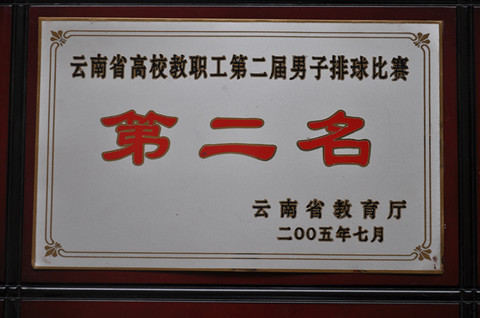 云南省高校教职工第二届男子排球比赛
第二名
云南省教育厅
二00五年七月